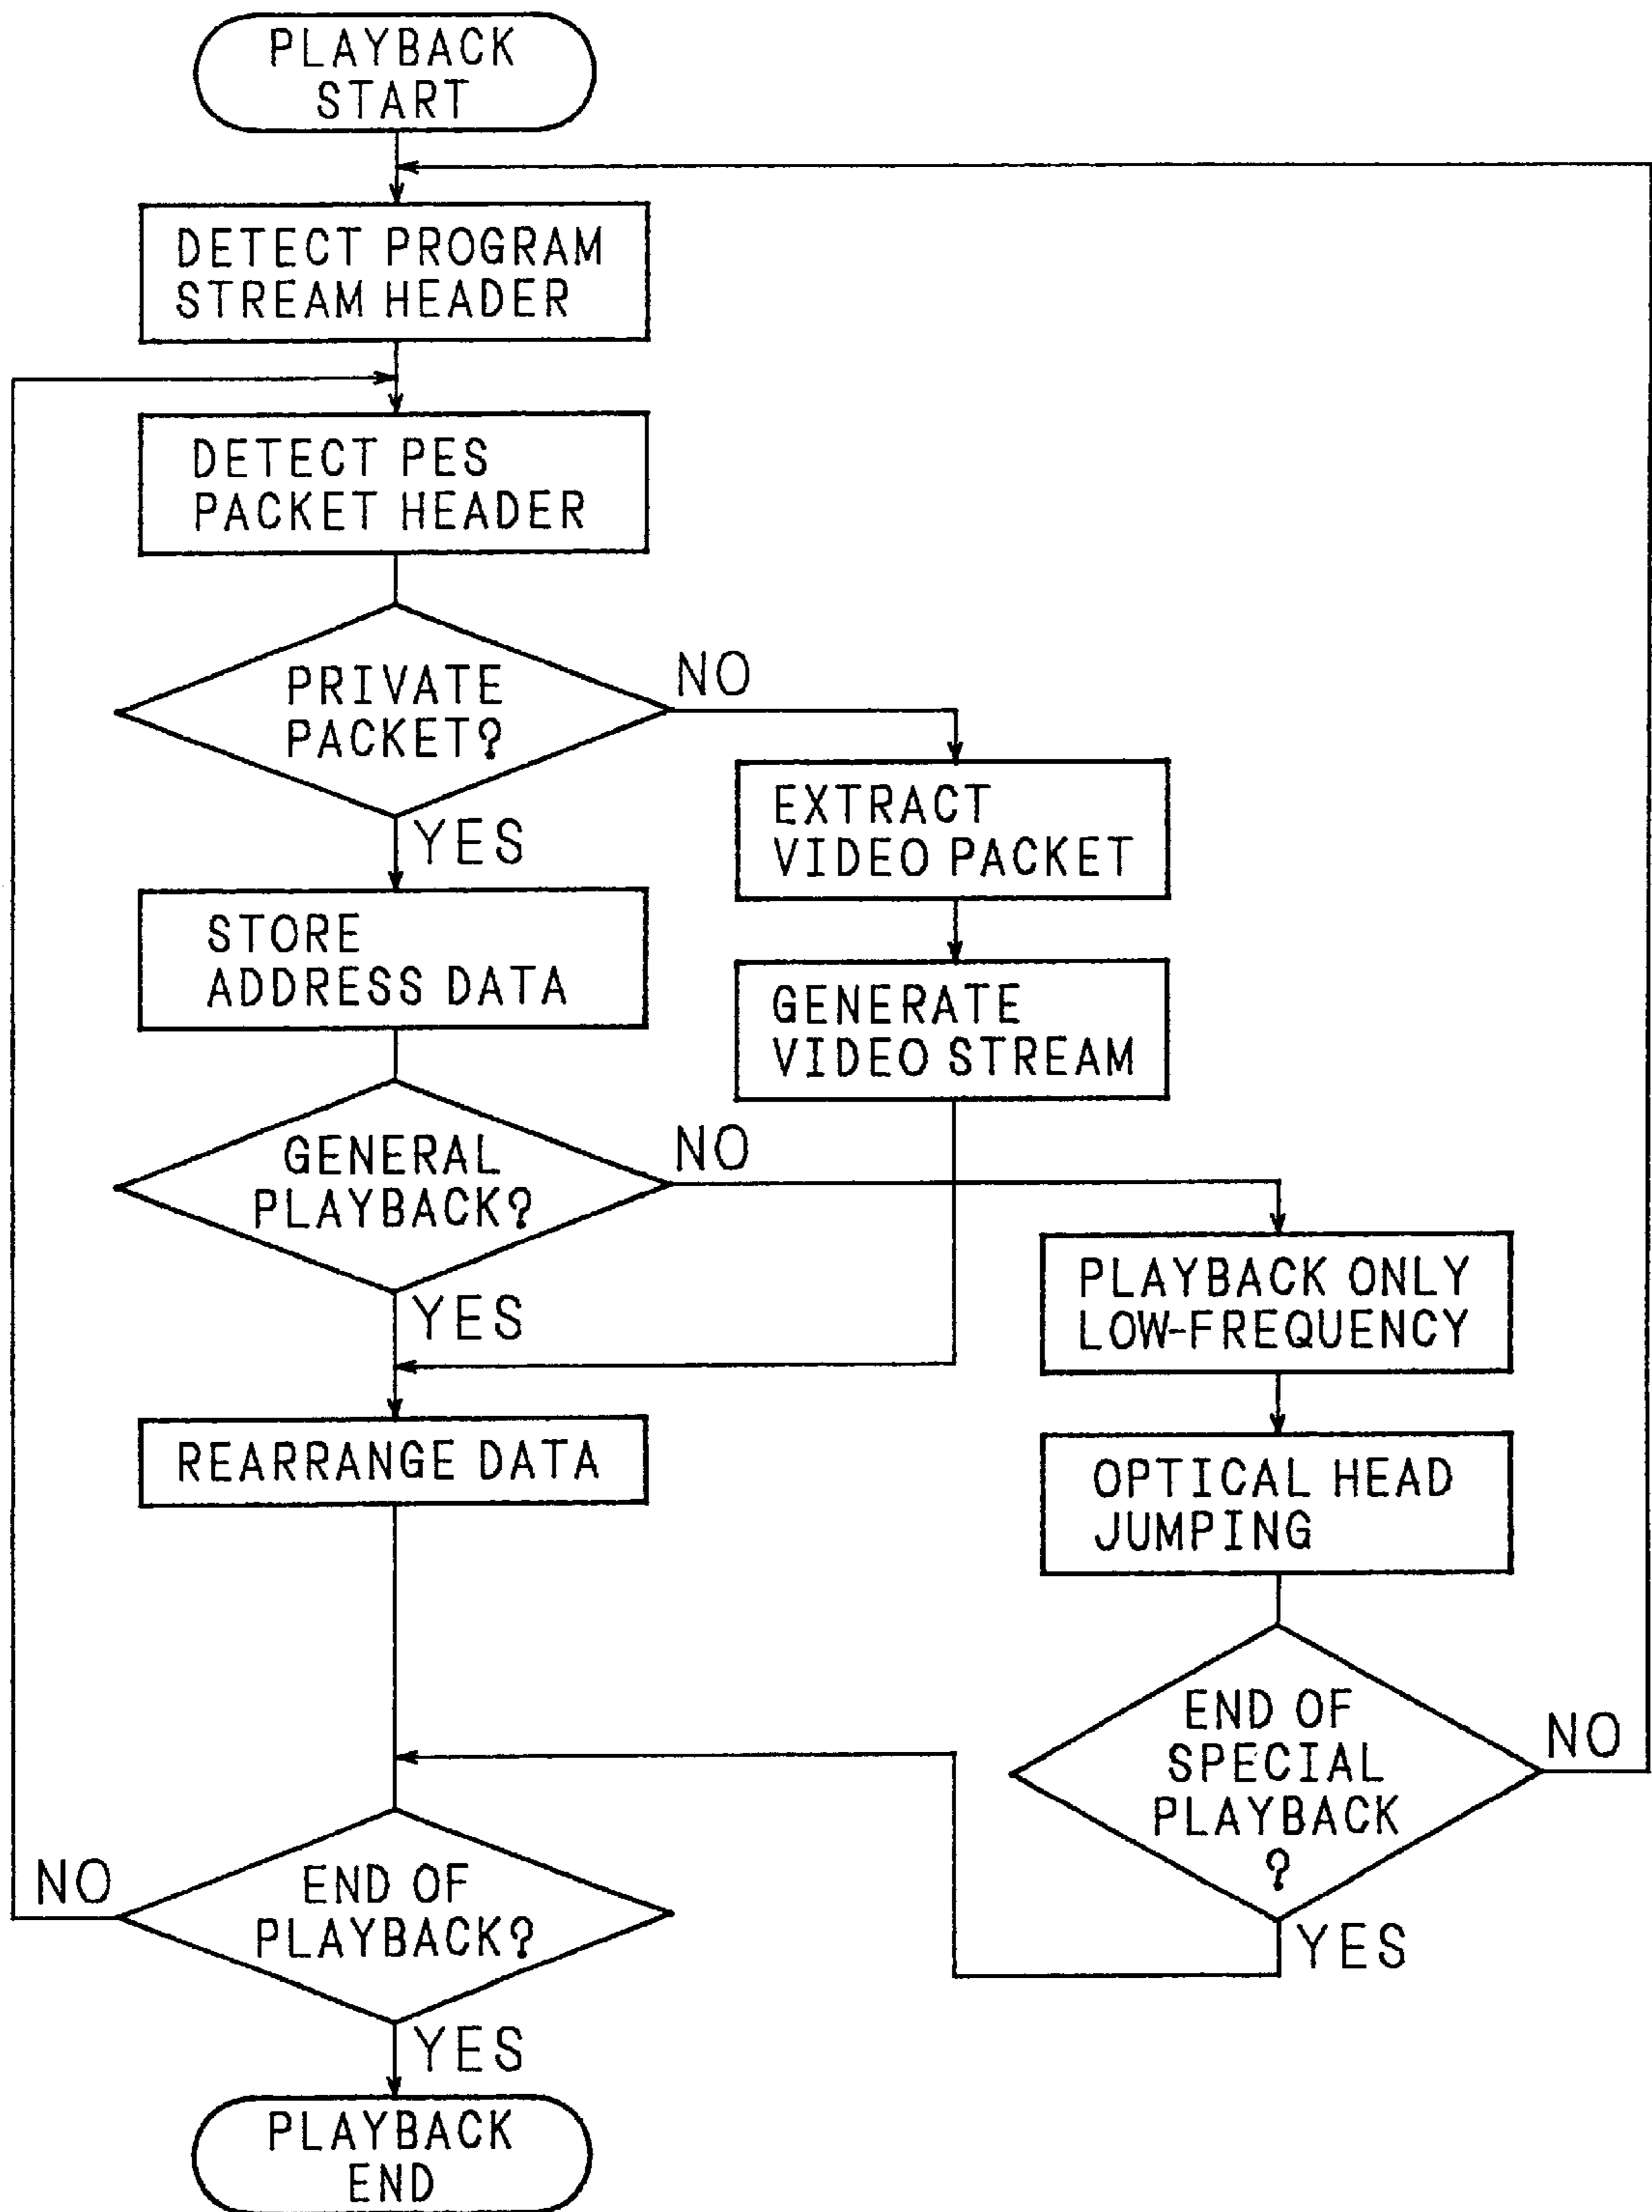 PLAYBACK
START
DETECT PROGRAM
STREAM HEADER
DETECT PES
PACKET HEADER
PRIVATE
PACKET?
NO
YES
EXTRACT
VIDEO PACKET
STORE
ADDRESS DATA
GENERATE
VIDEO STREAM
GENERAL
PLAYBACK?
NO
YES
PLAYBACK ONLY
LOW-FREQUENCY
REARRANGE DATA
OPTICAL HEAD
JUMPING
END OF
SPECIAL
PLAYBACK
?
NO
YES
END OF
PLAYBACK?
NO
YES
PLAYBACK
END